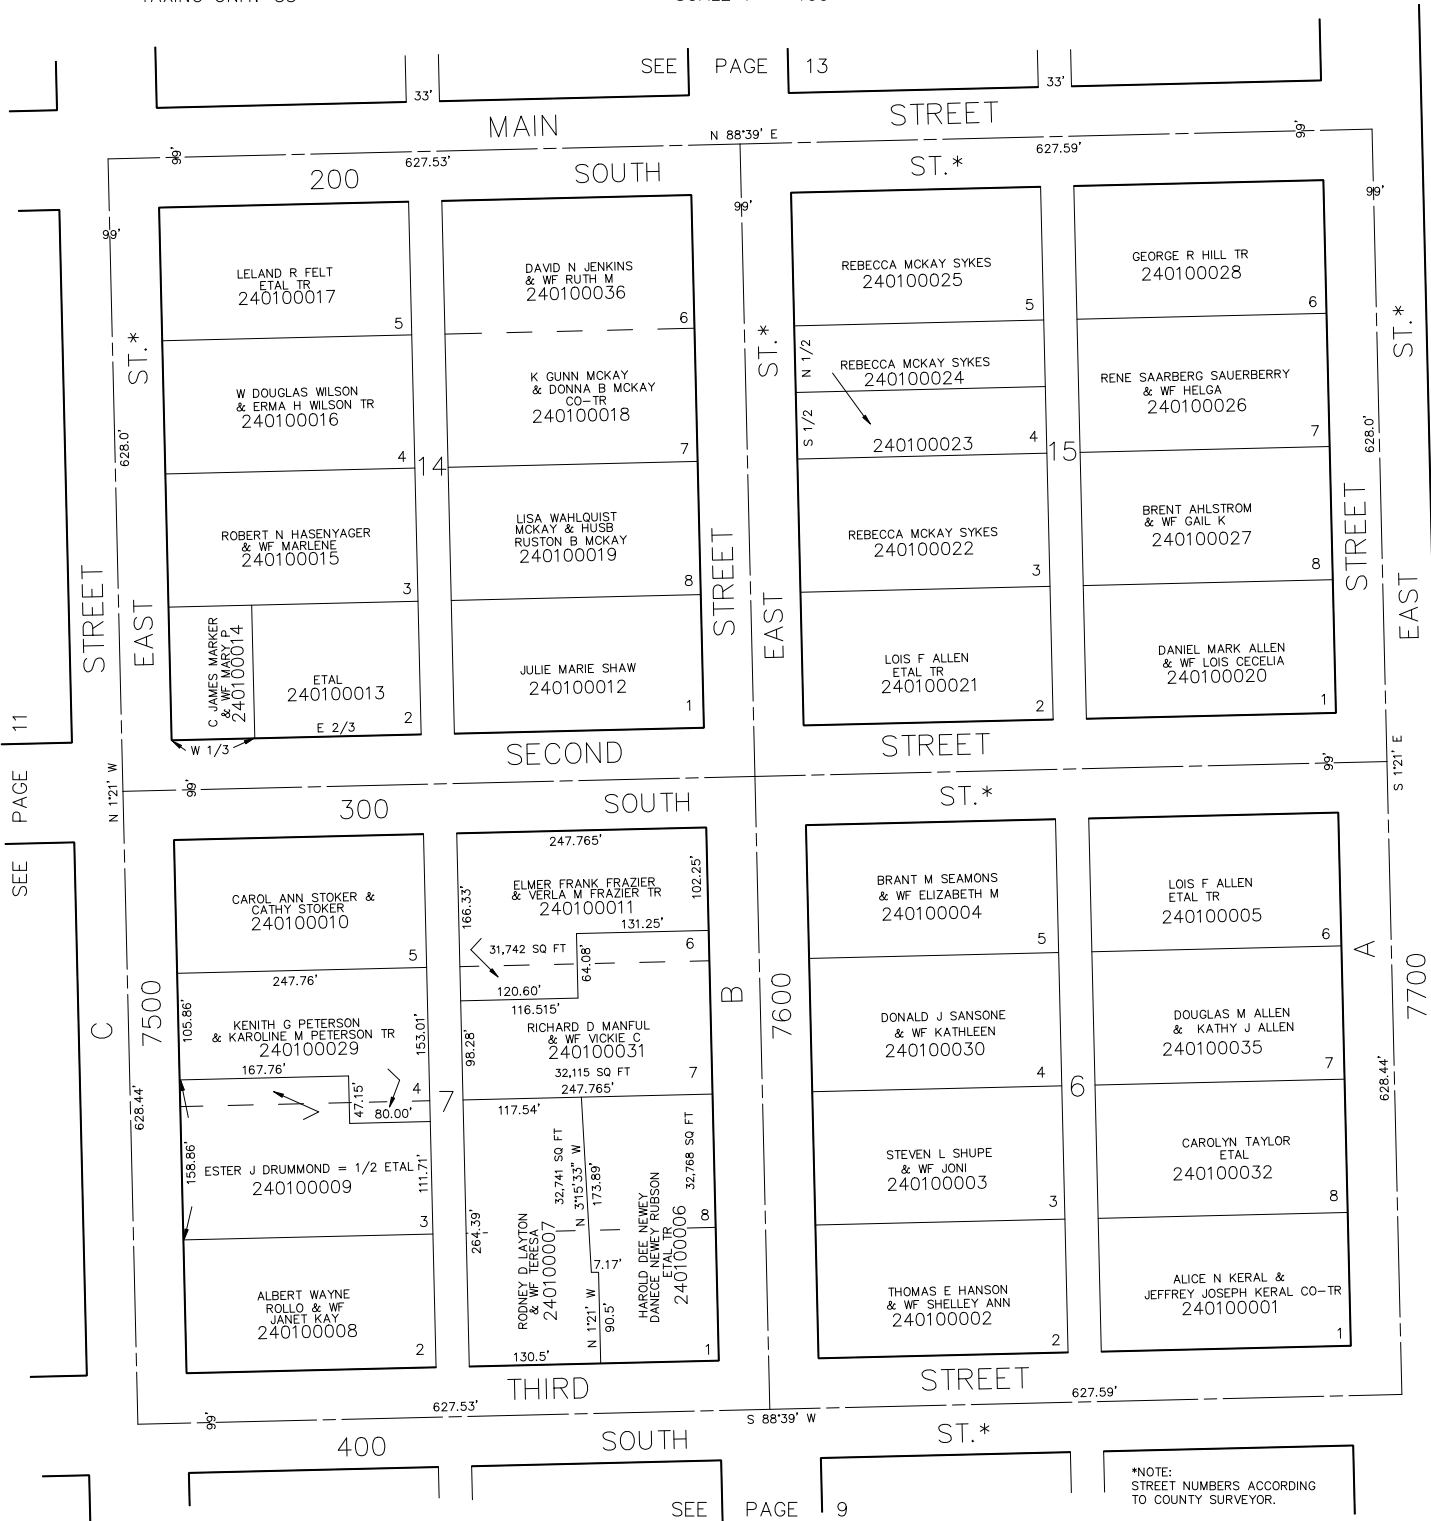 SEE PAGE 13
33'
33'
MAIN STREET
N 88°39' E
99'
627.53'
627.59'
99'
200 SOUTH ST.*
99'
99'
99'
LELAND R FELT
ETAL TR
240100017
5
DAVID N JENKINS
& WF RUTH M
240100036
6
REBECCA MCKAY SYKES
240100025
5
GEORGE R HILL TR
240100028
6
W DOUGLAS WILSON
& ERMA H WILSON TR
240100016
4
K GUNN MCKAY
& DONNA B MCKAY
CO-TR
240100018
7
N 1/2
REBECCA MCKAY SYKES
240100024
S 1/2
240100023
4
RENE SAARBERG SAUERBERRY
& WF HELGA
240100026
7
14
15
ROBERT N HASENYAGER
& WF MARLENE
240100015
3
LISA WAHLQUIST
MCKAY & HUSB
RUSTON B MCKAY
240100019
8
REBECCA MCKAY SYKES
240100022
3
BRENT AHLSTROM
& WF GAIL K
240100027
8
C JAMES MARKER
& WF MARY P
240100014
ETAL
240100013
2
W 1/3
E 2/3
JULIE MARIE SHAW
240100012
1
LOIS F ALLEN
ETAL TR
240100021
2
DANIEL MARK ALLEN
& WF LOIS CECELIA
240100020
1
628.0'
628.0'
STREET
EAST ST.*
STREET
EAST ST.*
STREET
EAST ST.*
SEE PAGE 11
SECOND STREET
N 1°21' W
99'
99'
S 1°21' E
300 SOUTH ST.*
CAROL ANN STOKER &
CATHY STOKER
240100010
5
247.76'
247.765'
ELMER FRANK FRAZIER
& VERLA M FRAZIER TR
240100011
102.25'
166.33'
131.25'
31,742 SQ FT
6
64.08'
120.60'
116.515'
BRANT M SEAMONS
& WF ELIZABETH M
240100004
5
LOIS F ALLEN
ETAL TR
240100005
6
105.86'
KENITH G PETERSON
& KAROLINE M PETERSON TR
240100029
153.01'
167.76'
47.15'
80.00'
4
98.28'
RICHARD D MANFUL
& WF VICKIE C
240100031
32,115 SQ FT
247.765'
7
DONALD J SANSONE
& WF KATHLEEN
240100030
4
DOUGLAS M ALLEN
& KATHY J ALLEN
240100035
7
7
6
C
7500
B
7600
A
7700
628.44'
628.44'
158.86'
ESTER J DRUMMOND = 1/2 ETAL
240100009
111.71'
3
117.54'
264.39'
32,741 SQ FT
N 3°15'33" W
173.89'
RODNEY D LAYTON
& WF TERESA
240100007
7.17'
N 1°21' W
90.5'
130.5'
32,768 SQ FT
HAROLD DEE NEWEY
DANECE NEWEY RUBSON
ETAL TR
240100006
8
1
STEVEN L SHUPE
& WF JONI
240100003
3
CAROLYN TAYLOR
ETAL
240100032
8
ALBERT WAYNE
ROLLO & WF
JANET KAY
240100008
2
THOMAS E HANSON
& WF SHELLEY ANN
240100002
2
ALICE N KERAL &
JEFFREY JOSEPH KERAL CO-TR
240100001
1
THIRD STREET
99'
627.53'
S 88°39' W
627.59'
400 SOUTH ST.*
SEE PAGE 9
*NOTE:
STREET NUMBERS ACCORDING
TO COUNTY SURVEYOR.